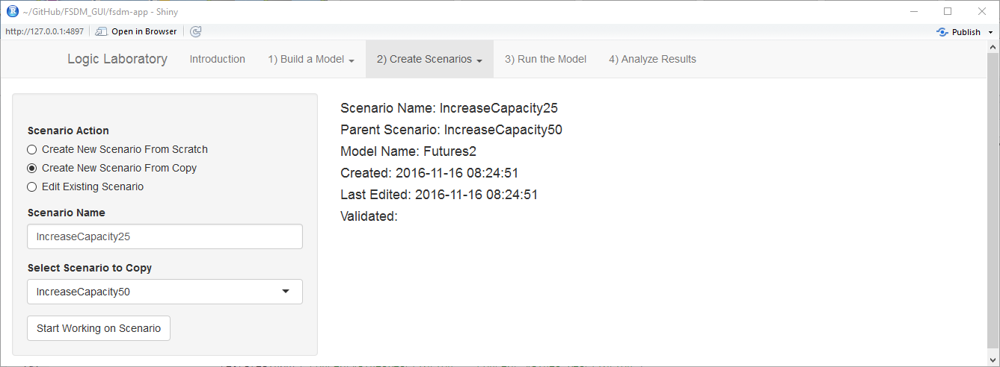 ~/GitHub/FSDM_GUI/fsdm-app - Shiny
http://127.0.0.1:4897 Open in Browser Publish
Logic Laboratory Introduction 1) Build a Model 2) Create Scenarios 3) Run the Model 4) Analyze Results
Scenario Action
Create New Scenario From Scratch
Create New Scenario From Copy
Edit Existing Scenario
Scenario Name
IncreaseCapacity25
Select Scenario to Copy
IncreaseCapacity50
Start Working on Scenario
Scenario Name: IncreaseCapacity25
Parent Scenario: IncreaseCapacity50
Model Name: Futures2
Created: 2016-11-16 08:24:51
Last Edited: 2016-11-16 08:24:51
Validated: